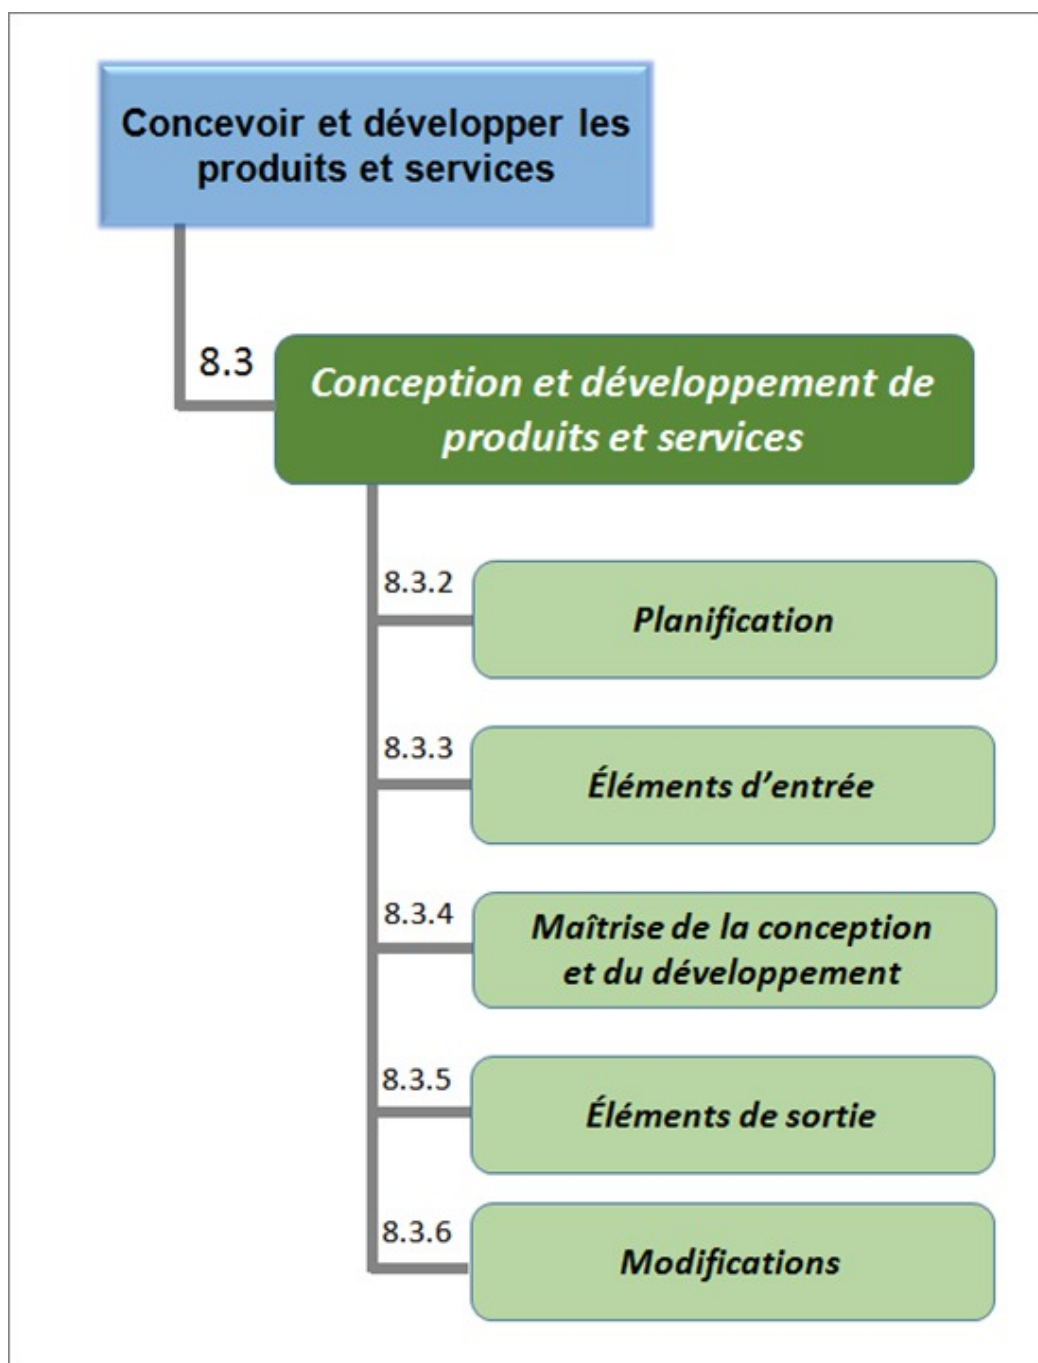 Concevoir et développer les
produits et services
8.3
Conception et développement de
produits et services
8.3.2
Planification
8.3.3
Éléments d’entrée
8.3.4
Maîtrise de la conception
et du développement
8.3.5
Éléments de sortie
8.3.6
Modifications